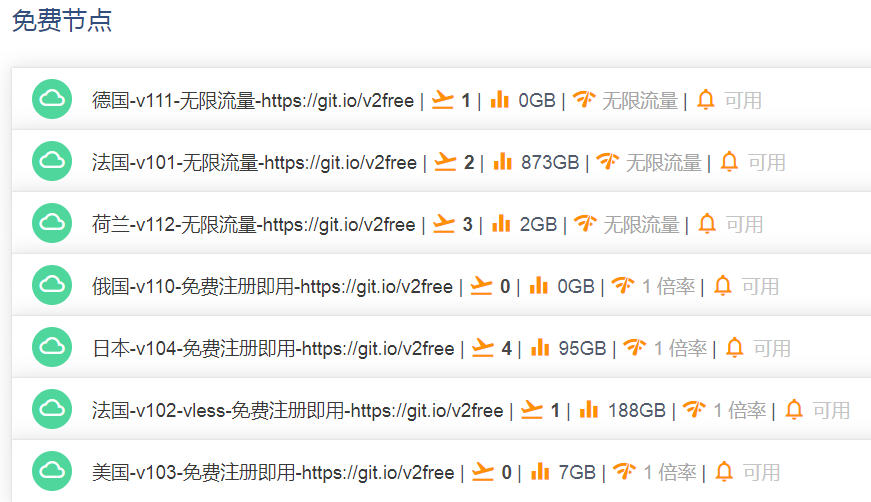 免费节点
德国-v111-无限流量-https://git.io/v2free | 1 | 0GB | 无限流量 | 可用
法国-v101-无限流量-https://git.io/v2free | 2 | 873GB | 无限流量 | 可用
荷兰-v112-无限流量-https://git.io/v2free | 3 | 2GB | 无限流量 | 可用
俄国-v110-免费注册即用-https://git.io/v2free | 0 | 0GB | 1 倍率 | 可用
日本-v104-免费注册即用-https://git.io/v2free | 4 | 95GB | 1 倍率 | 可用
法国-v102-vless-免费注册即用-https://git.io/v2free | 1 | 188GB | 1 倍率 | 可用
美国-v103-免费注册即用-https://git.io/v2free | 0 | 7GB | 1 倍率 | 可用